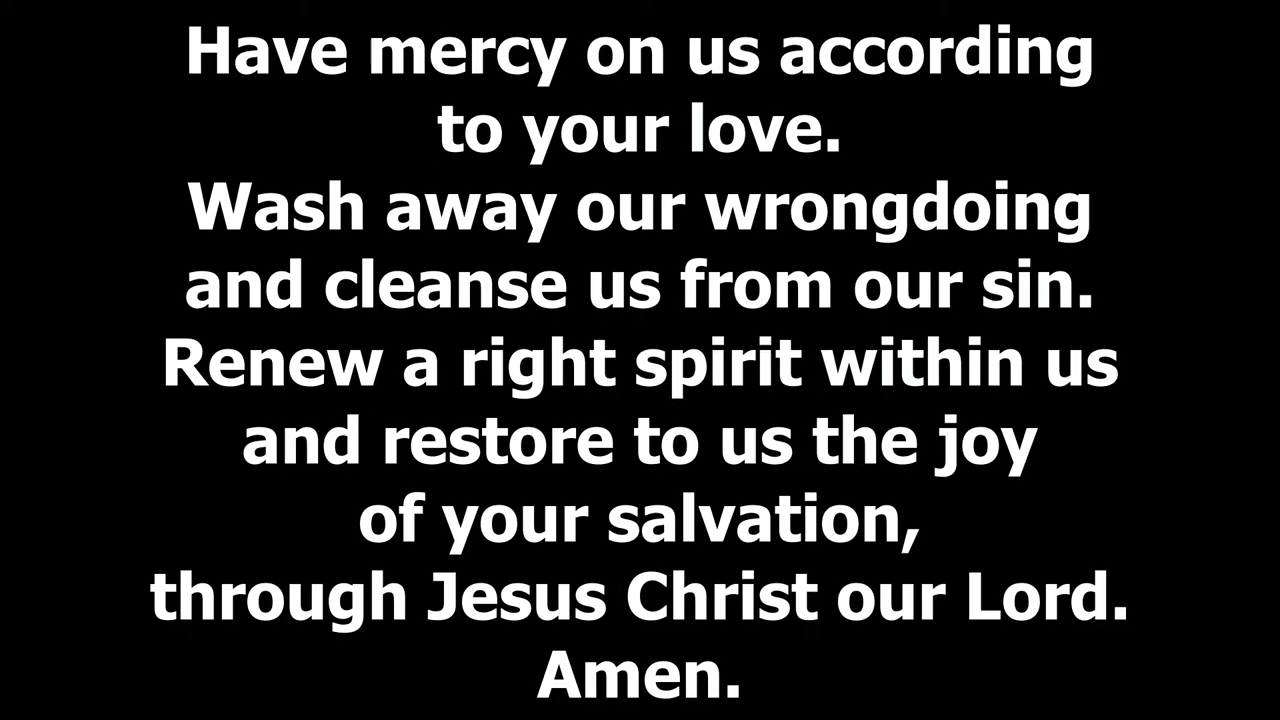 Have mercy on us according
to your love.
Wash away our wrongdoing
and cleanse us from our sin.
Renew a right spirit within us
and restore to us the joy
of your salvation,
through Jesus Christ our Lord.
Amen.